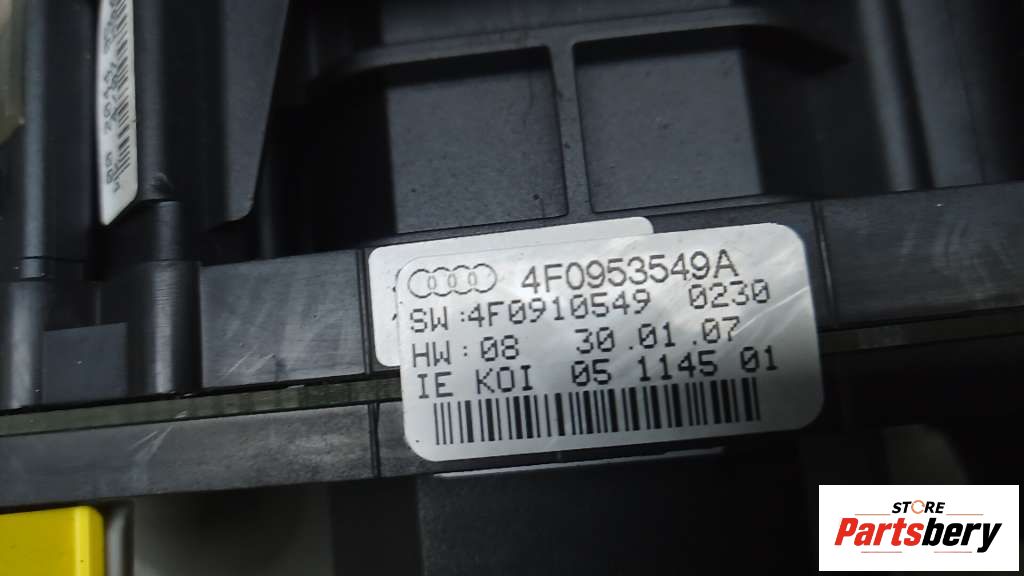 4F0953549A
SW:4F0910549 0230
HW:08 30.01.07
IE KOI 05 1145 01
STORE
Partsbery